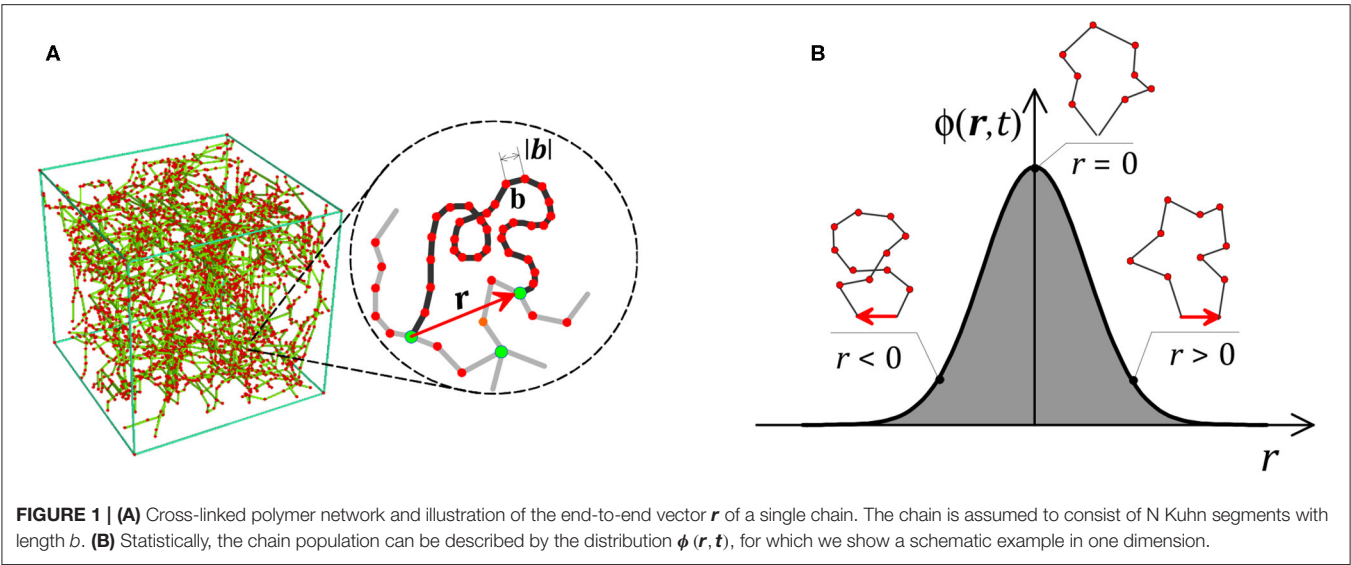 A
|b|
b
r
B
ϕ(r,t)
r = 0
r < 0
r > 0
r
FIGURE 1 | (A) Cross-linked polymer network and illustration of the end-to-end vector r of a single chain. The chain is assumed to consist of N Kuhn segments with
length b. (B) Statistically, the chain population can be described by the distribution ϕ (r, t), for which we show a schematic example in one dimension.